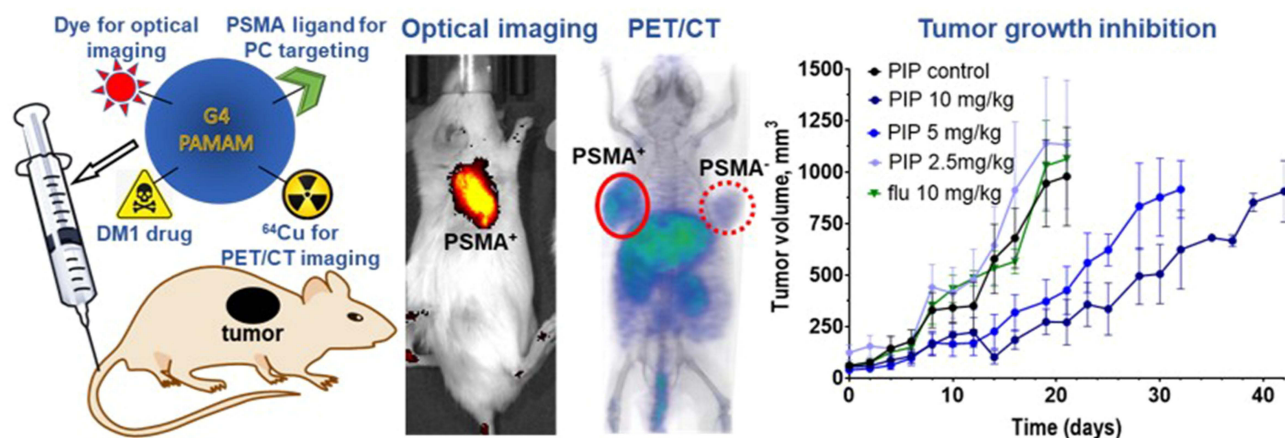 Dye for optical
imaging
PSMA ligand for
PC targeting
G4
PAMAM
DM1 drug
⁶⁴Cu for
PET/CT imaging
tumor
Optical imaging
PSMA⁺
PET/CT
PSMA⁺
PSMA⁻
Tumor growth inhibition
Tumor volume, mm³
1500
1250
1000
750
500
250
0
PIP control
PIP 10 mg/kg
PIP 5 mg/kg
PIP 2.5mg/kg
flu 10 mg/kg
0
10
20
30
40
Time (days)